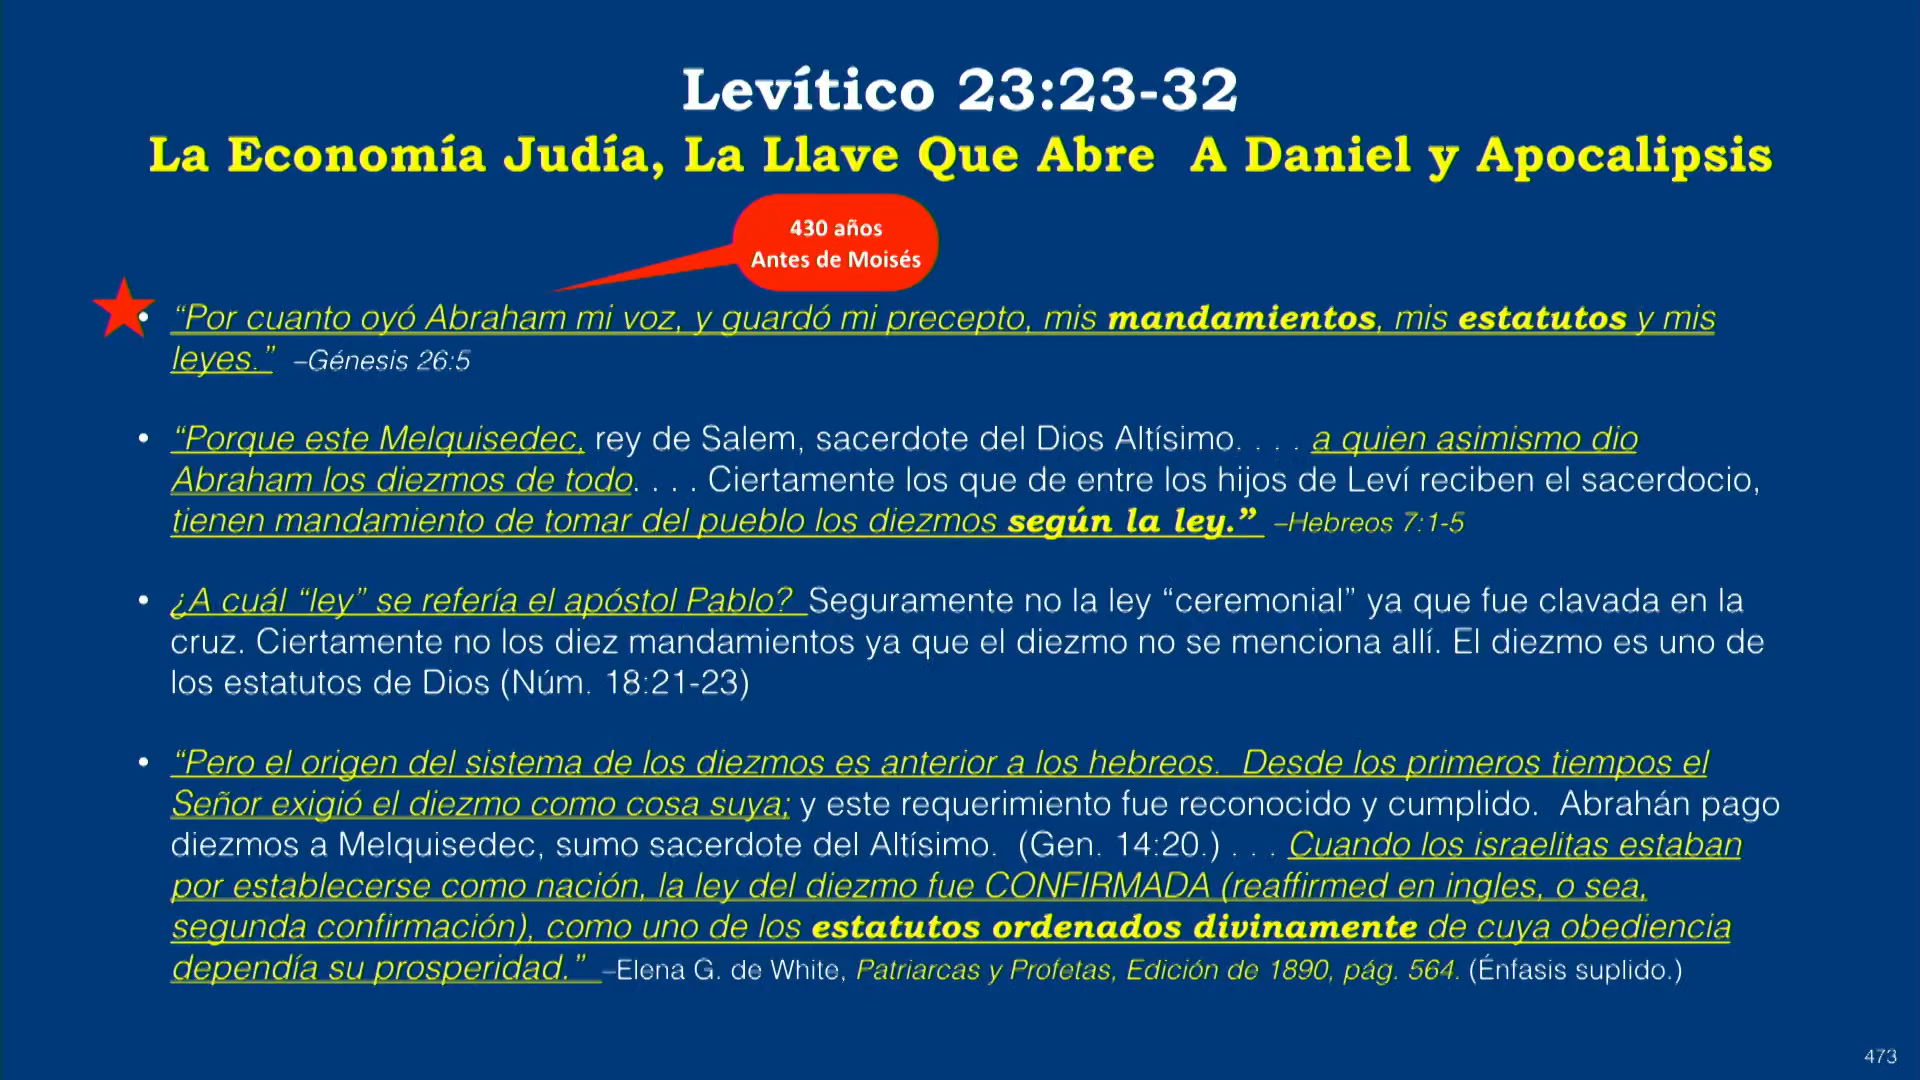 Levítico 23:23-32
La Economía Judía, La Llave Que Abre A Daniel y Apocalipsis
430 años
Antes de Moisés
• “Por cuanto oyó Abraham mi voz, y guardó mi precepto, mis mandamientos, mis estatutos y mis
leyes.” –Génesis 26:5
• “Porque este Melquisedec, rey de Salem, sacerdote del Dios Altísimo. . . . a quien asimismo dio
Abraham los diezmos de todo. . . . Ciertamente los que de entre los hijos de Leví reciben el sacerdocio,
tienen mandamiento de tomar del pueblo los diezmos según la ley.” –Hebreos 7:1-5
• ¿A cuál “ley” se refería el apóstol Pablo? Seguramente no la ley “ceremonial” ya que fue clavada en la
cruz. Ciertamente no los diez mandamientos ya que el diezmo no se menciona allí. El diezmo es uno de
los estatutos de Dios (Núm. 18:21-23)
• “Pero el origen del sistema de los diezmos es anterior a los hebreos. Desde los primeros tiempos el
Señor exigió el diezmo como cosa suya; y este requerimiento fue reconocido y cumplido. Abrahán pago
diezmos a Melquisedec, sumo sacerdote del Altísimo. (Gen. 14:20.) . . . Cuando los israelitas estaban
por establecerse como nación, la ley del diezmo fue CONFIRMADA (reaffirmed en ingles, o sea,
segunda confirmación), como uno de los estatutos ordenados divinamente de cuya obediencia
dependía su prosperidad.” –Elena G. de White, Patriarcas y Profetas, Edición de 1890, pág. 564. (Énfasis suplido.)
473